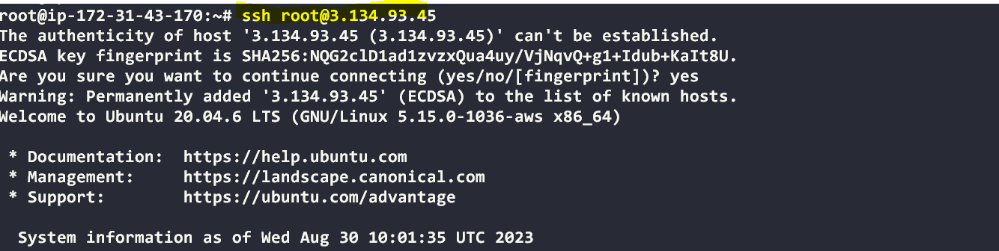 root@ip-172-31-43-170:~# ssh root@3.134.93.45
The authenticity of host '3.134.93.45 (3.134.93.45)' can't be established.
ECDSA key fingerprint is SHA256:NQG2clD1ad1zvzxQua4uy/VjNqvQ+g1+Idub+KaIt8U.
Are you sure you want to continue connecting (yes/no/[fingerprint])? yes
Warning: Permanently added '3.134.93.45' (ECDSA) to the list of known hosts.
Welcome to Ubuntu 20.04.6 LTS (GNU/Linux 5.15.0-1036-aws x86_64)
* Documentation: https://help.ubuntu.com
* Management: https://landscape.canonical.com
* Support: https://ubuntu.com/advantage
System information as of Wed Aug 30 10:01:35 UTC 2023